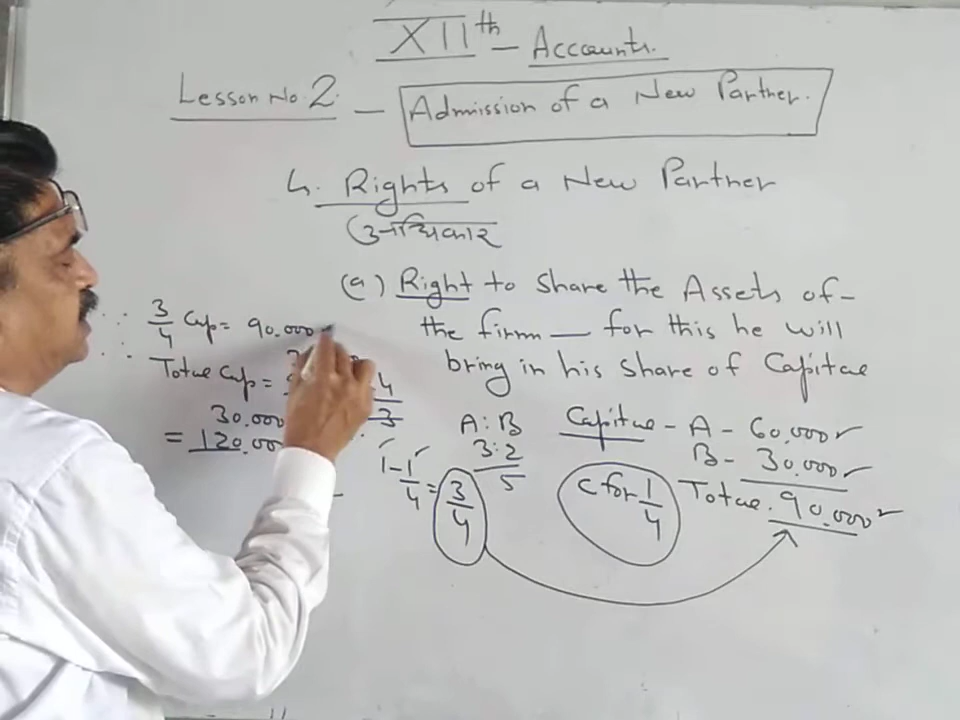 XIIth - Accounts.
Lesson No. 2. - Admission of a New Partner.
4. Rights of a New Partner
अधिकार
(a) Right to Share the Assets of
the firm — for this he will
bring in his share of Capital
∴ 3/4 Cap = 90.000
Total Cap =
4
3
30.000
= 120.00
A : B
3:2
5
1 - 1/4 = 3/4
Capital - A - 60.000 ✓
B - 30.000 ✓
Total. 90.000 ✓
C for 1/4